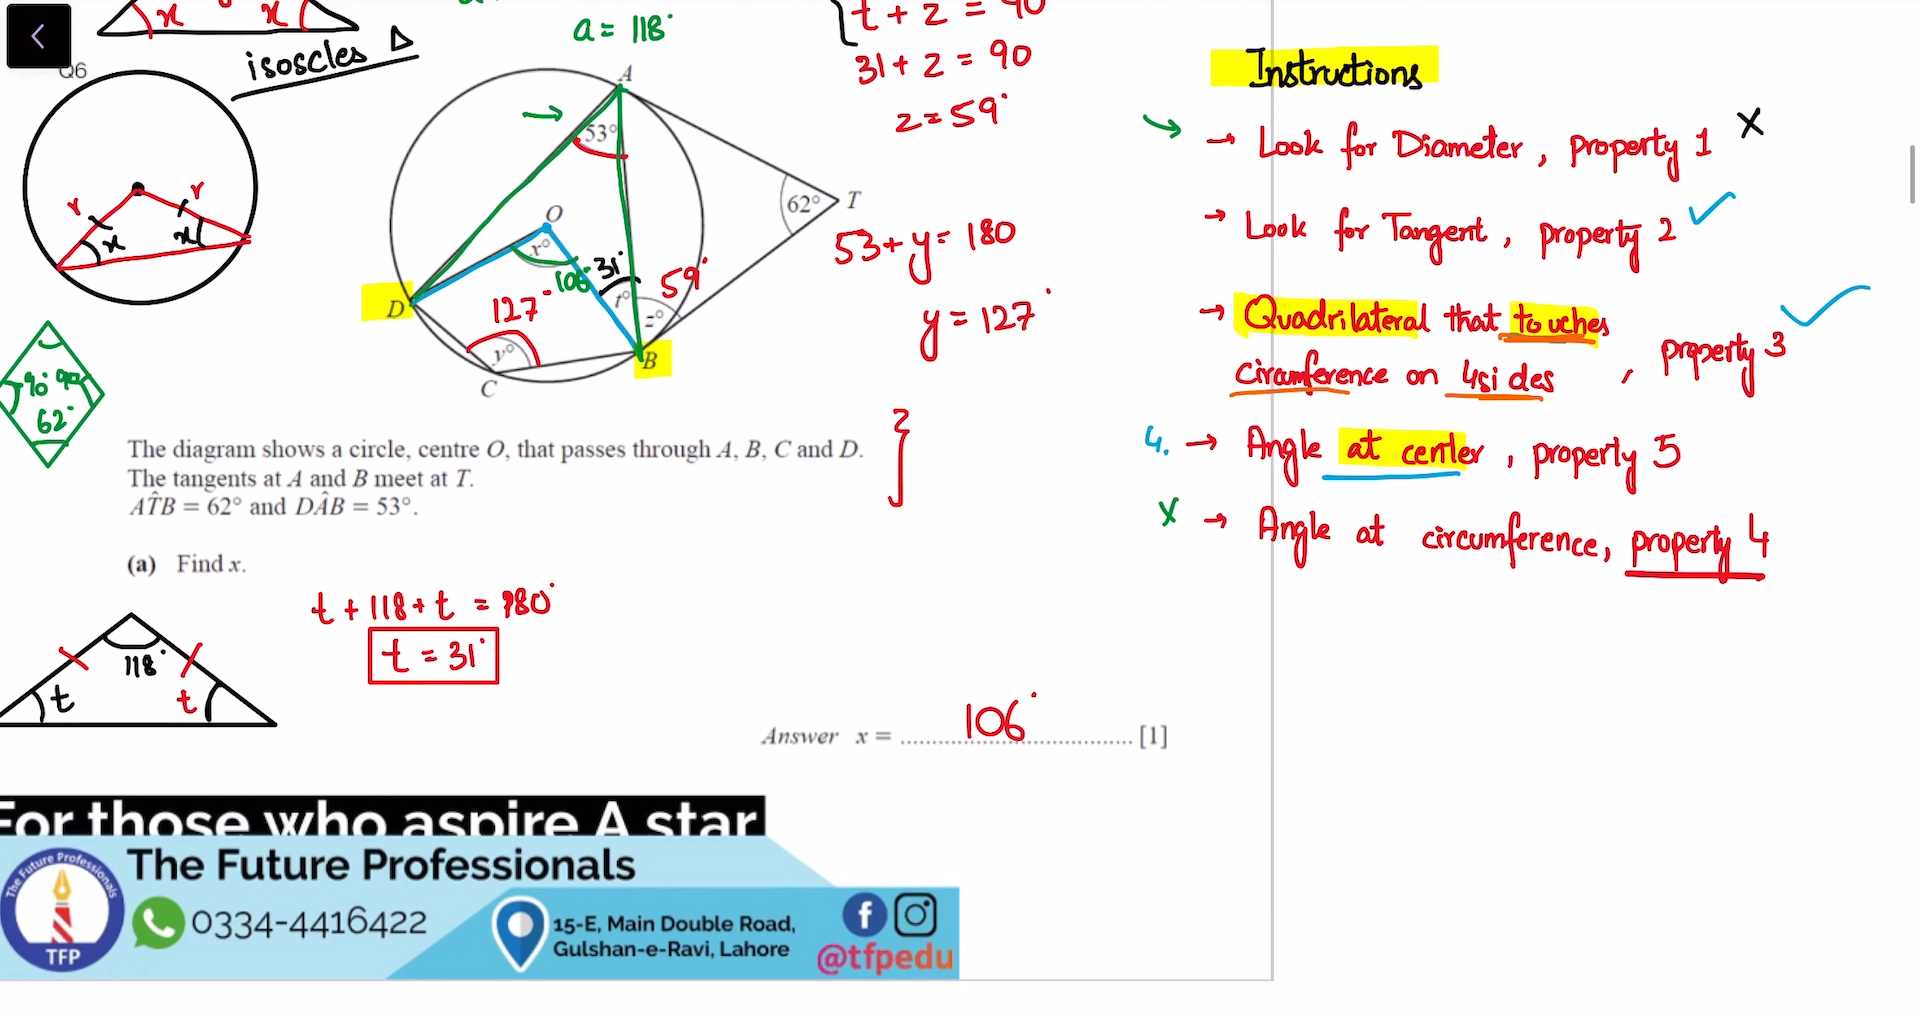 x x
isoscles Δ
Q6
a = 118°
t + z = 90
31 + z = 90
z = 59°
A
53°
62° T
O
x°
106°
31°
t°
59°
z°
D
127°
y°
C
B
r r
x x
90° 90
62°
53 + y = 180
y = 127°
The diagram shows a circle, centre O, that passes through A, B, C and D.
The tangents at A and B meet at T.
AT̂B = 62° and DÂB = 53°.
(a) Find x.
118°
t t
t + 118 + t = 180°
t = 31°
Answer x = .................... 106° .................... [1]
Instructions
→ Look for Diameter, property 1 ×
→ Look for Tangent, property 2 ✓
→ Quadrilateral that touches
circumference on 4sides, property 3 ✓
4. → Angle at center, property 5
× → Angle at circumference, property 4
For those who aspire A star
The Future Professionals
The Future Professionals
TFP
0334-4416422
15-E, Main Double Road,
Gulshan-e-Ravi, Lahore
@tfpedu